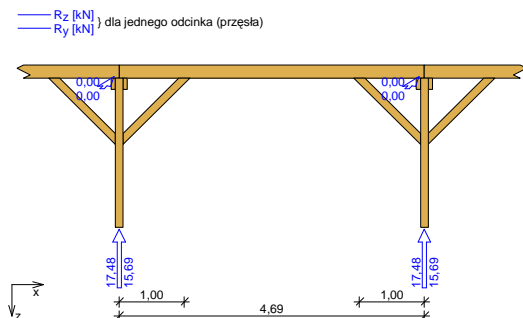 Rz [kN]
Ry [kN]
} dla jednego odcinka (przęsła)
0,00
0,00
0,00
0,00
17,48
15,69
17,48
15,69
x
z
1,00
1,00
4,69